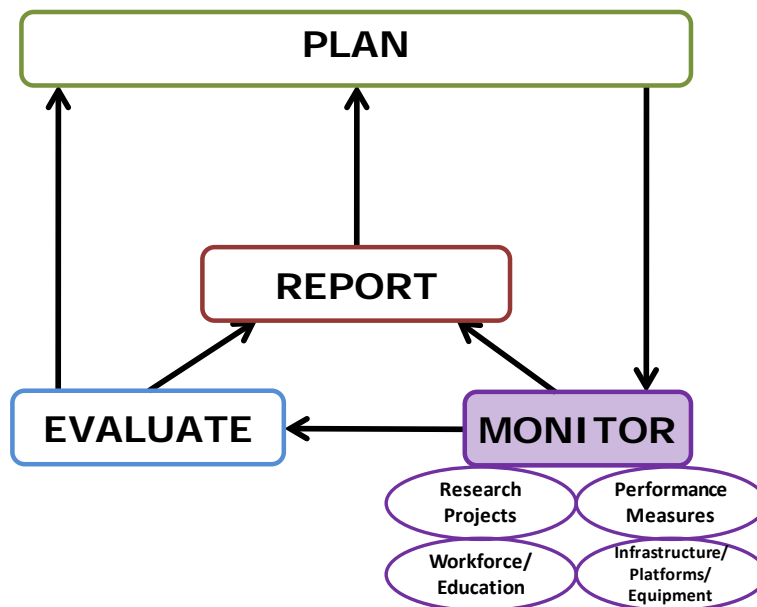 PLAN
REPORT
EVALUATE
MONITOR
Research
Projects
Performance
Measures
Workforce/
Education
Infrastructure/
Platforms/
Equipment